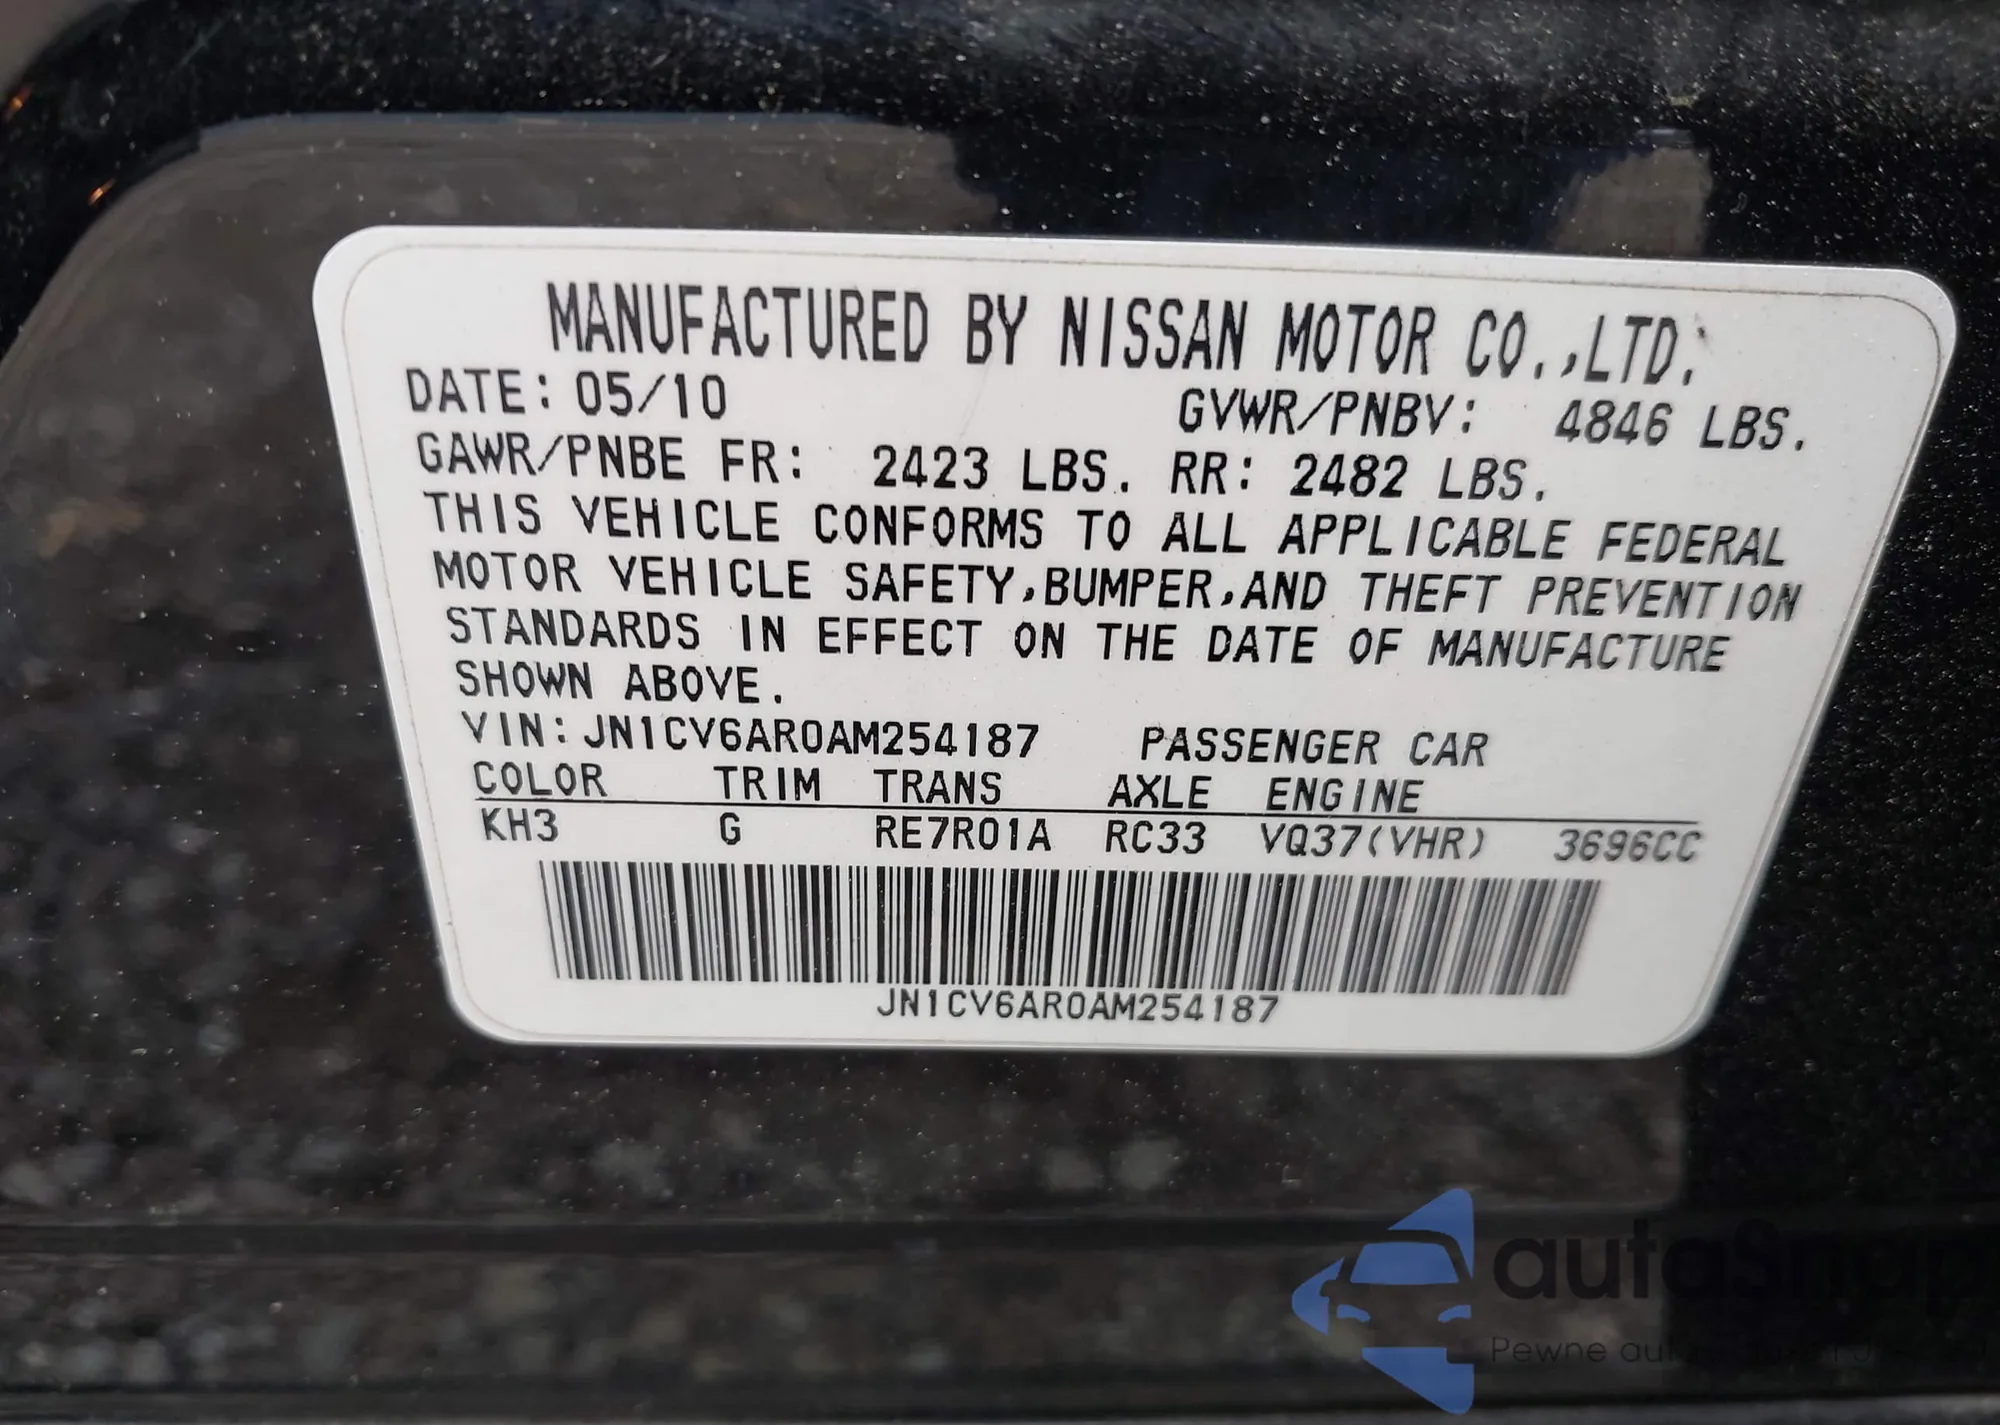 MANUFACTURED BY NISSAN MOTOR CO.,LTD.
DATE: 05/10 GVWR/PNBV: 4846 LBS.
GAWR/PNBE FR: 2423 LBS. RR: 2482 LBS.
THIS VEHICLE CONFORMS TO ALL APPLICABLE FEDERAL
MOTOR VEHICLE SAFETY,BUMPER,AND THEFT PREVENTION
STANDARDS IN EFFECT ON THE DATE OF MANUFACTURE
SHOWN ABOVE.
VIN:JN1CV6AR0AM254187 PASSENGER CAR
COLOR TRIM TRANS AXLE ENGINE
KH3 G RE7R01A RC33 VQ37(VHR) 3696CC
JN1CV6AR0AM254187
autaSnap
Pewne